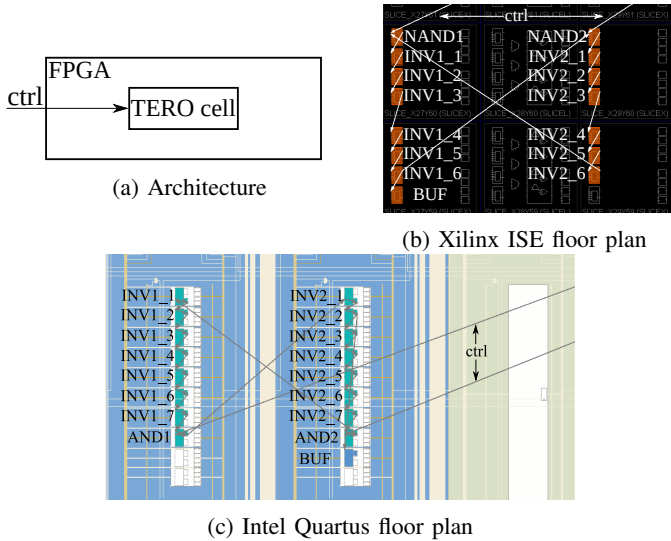 FPGA
ctrl
TERO cell
(a) Architecture
ctrl
NAND1 NAND2
INV1_1 INV2_1
INV1_2 INV2_2
INV1_3 INV2_3
INV1_4 INV2_4
INV1_5 INV2_5
INV1_6 INV2_6
BUF
(b) Xilinx ISE floor plan
INV1_1 INV2_1
INV1_2 INV2_2
INV1_3 INV2_3
INV1_4 INV2_4
INV1_5 INV2_5
INV1_6 INV2_6
INV1_7 INV2_7
AND1 AND2
BUF
ctrl
(c) Intel Quartus floor plan